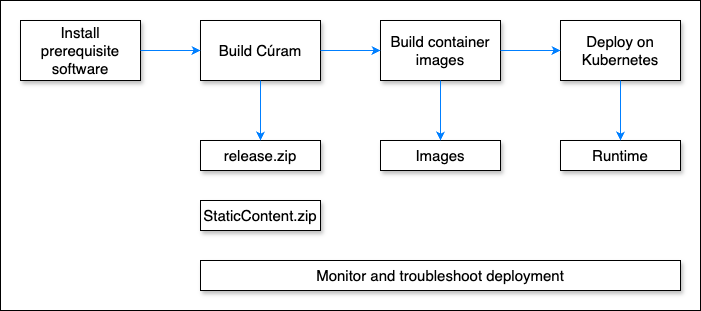 Install
prerequisite
software
Build Cúram
Build container
images
Deploy on
Kubernetes
release.zip
Images
Runtime
StaticContent.zip
Monitor and troubleshoot deployment